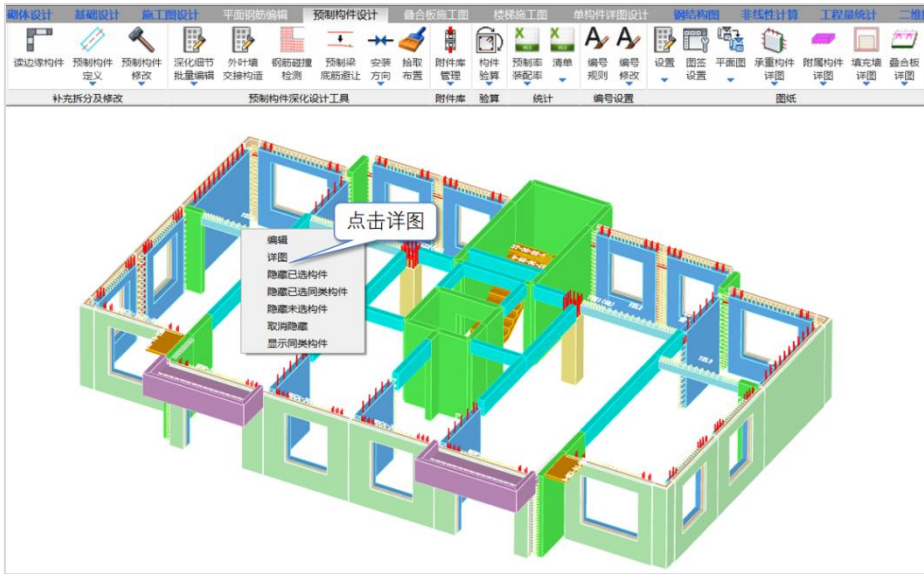 砌体设计 基础设计 施工图设计 平面钢筋编辑 预制构件设计 叠合板施工图 楼梯施工图 单构件详图设计 钢结构图 非线性计算 工程量统计
读边缘构件 预制构件 预制构件 深化细节 外叶墙 钢筋碰撞 预制梁 安装 拾取 附件库 构件 预制率 清单 编号 编号 设置 图签 平面图 承重构件 附属构件 填充墙 叠合板
定义 修改 批量编辑 交接构造 检测 底筋避让 方向 布置 管理 验算 装配率 规则 修改 设置 详图 详图 详图 详图
补充拆分及修改 预制构件深化设计工具 附件库 验算 统计 编号设置 图纸
点击详图
编辑
详图
隐藏已选构件
隐藏已选同类构件
隐藏未选构件
取消隐藏
显示同类构件